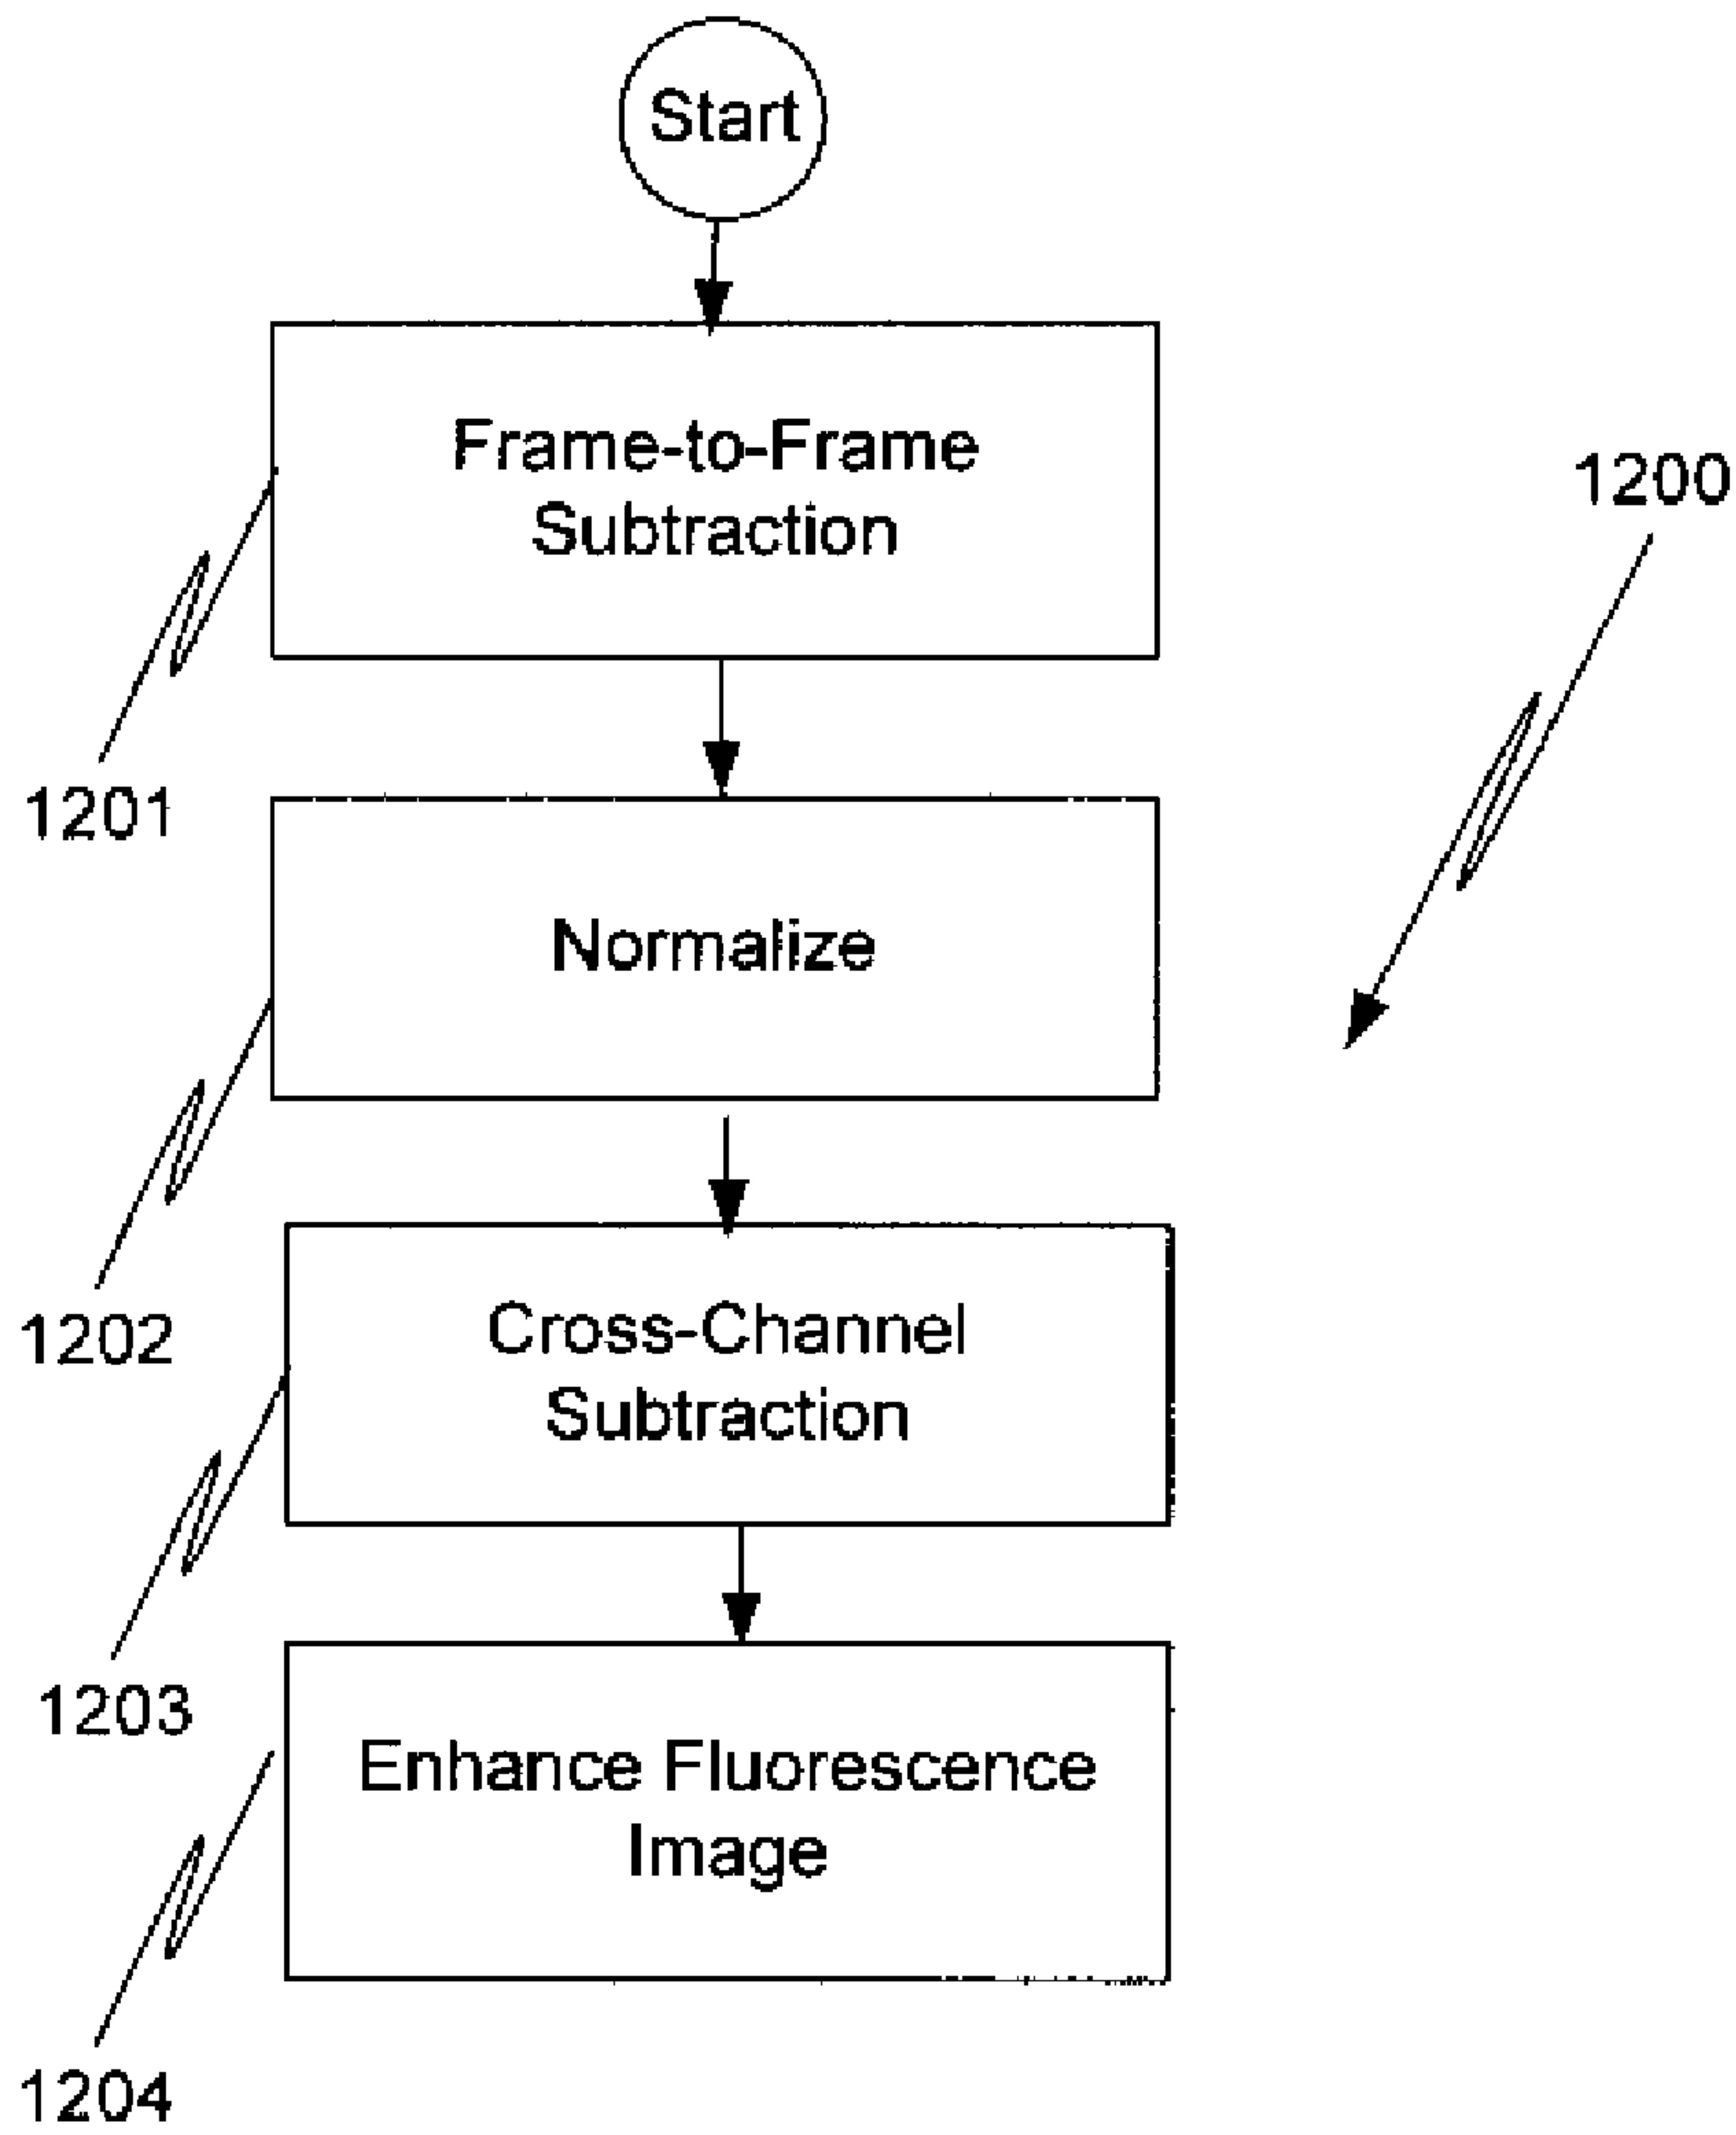 Start
Frame-to-Frame
Subtraction
1200
1201
Normalize
1202
Cross-Channel
Subtraction
1203
Enhance Fluorescence
Image
1204